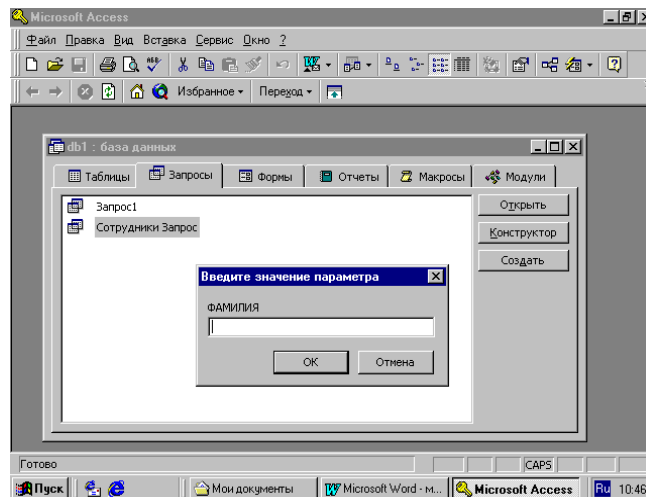 Microsoft Access
Файл Правка Вид Вставка Сервис Окно ?
Избранное Переход
db1 : база данных
Таблицы Запросы Формы Отчеты Макросы Модули
Запрос1
Сотрудники Запрос
Открыть
Конструктор
Создать
Введите значение параметра
ФАМИЛИЯ
ОК Отмена
Готово CAPS
Пуск Мои документы Microsoft Word - м... Microsoft Access Ru 10:46